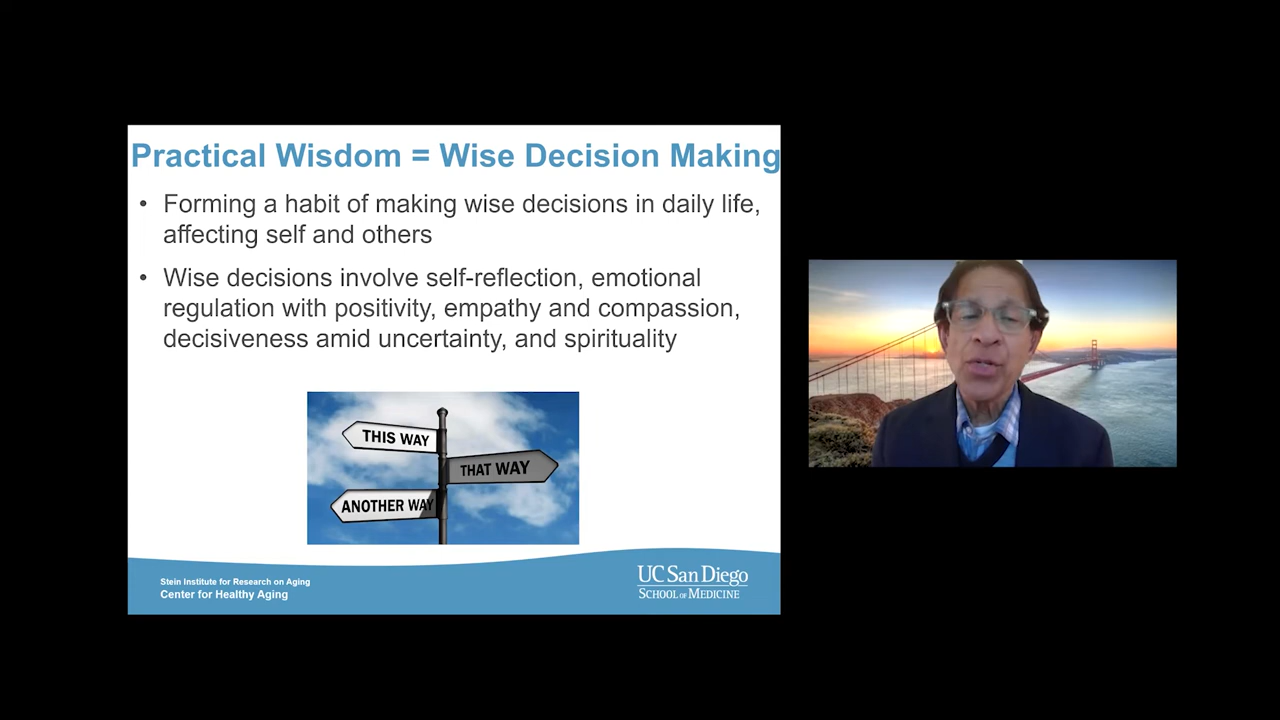 Practical Wisdom = Wise Decision Making
• Forming a habit of making wise decisions in daily life,
affecting self and others
• Wise decisions involve self-reflection, emotional
regulation with positivity, empathy and compassion,
decisiveness amid uncertainty, and spirituality
THIS WAY
THAT WAY
ANOTHER WAY
Stein Institute for Research on Aging
Center for Healthy Aging
UC San Diego
SCHOOL OF MEDICINE